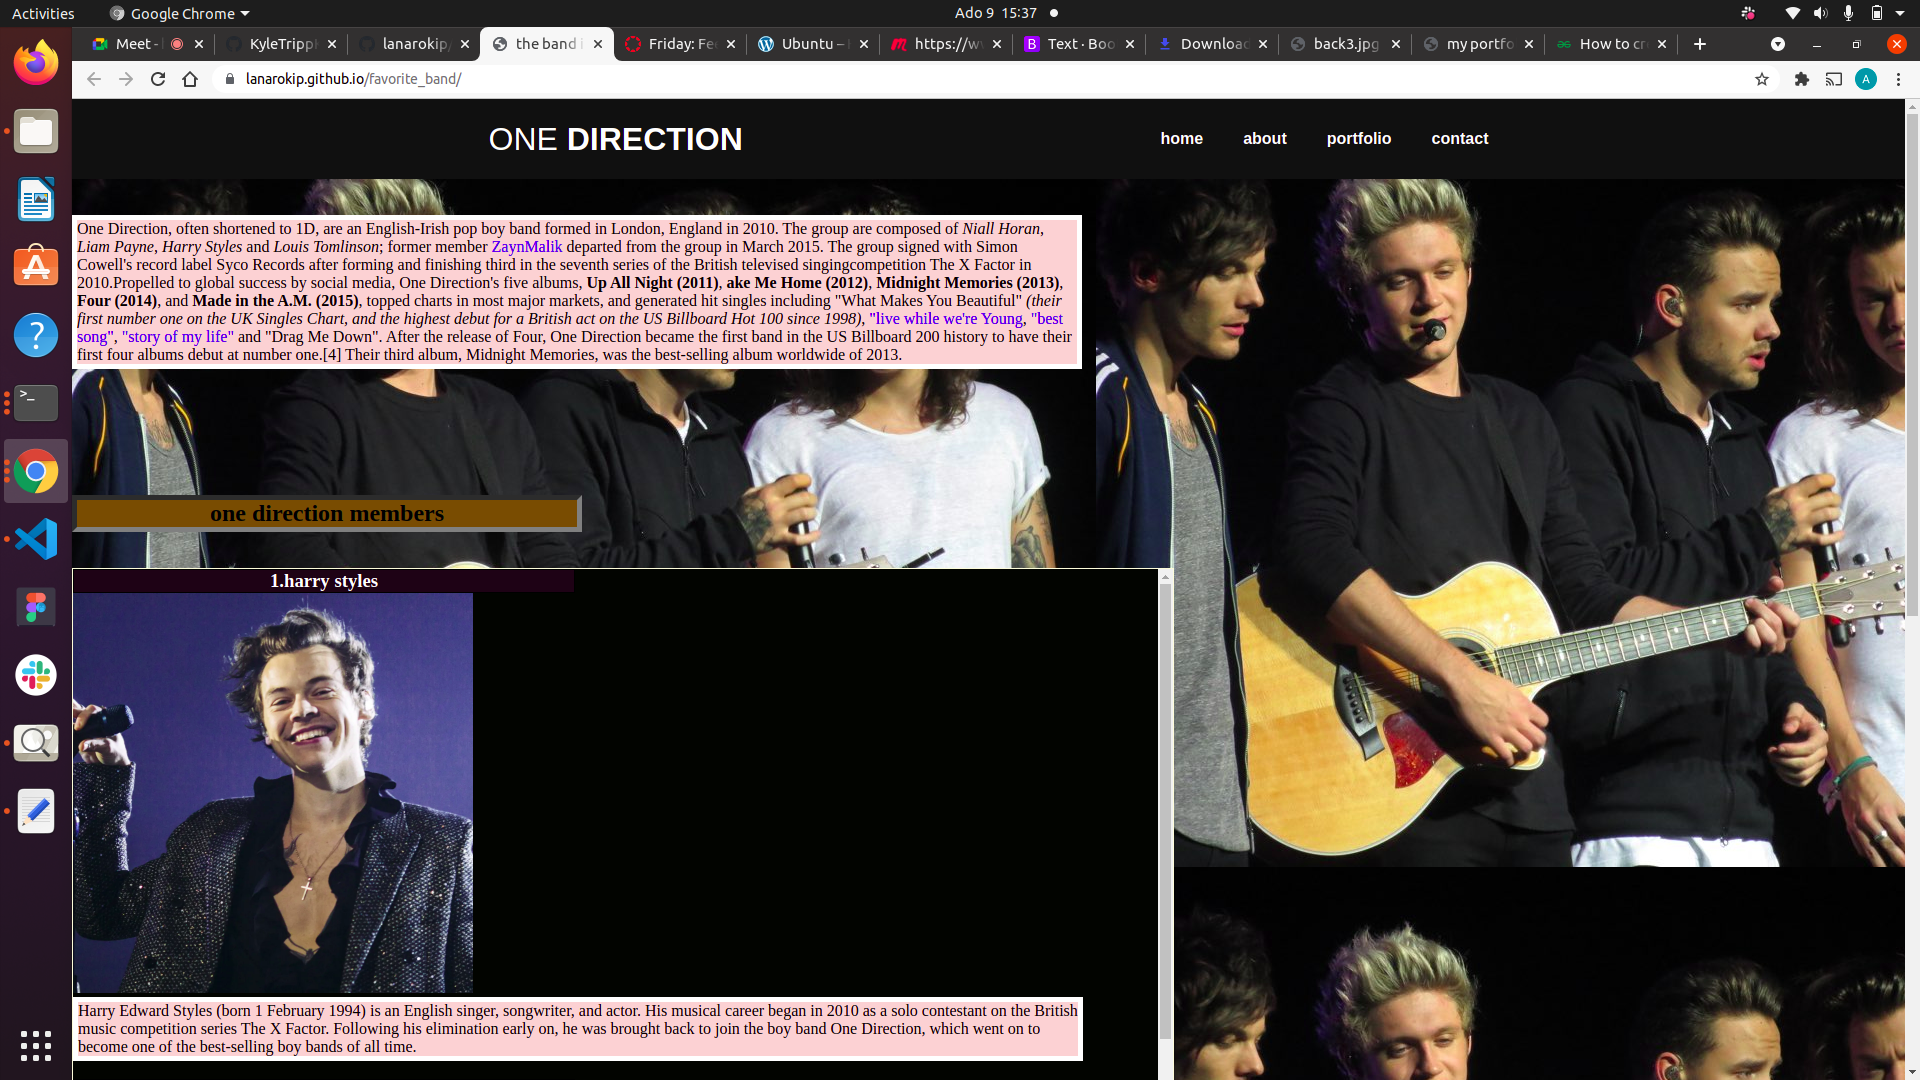 Activities Google Chrome Ado 9 15:37
Meet - KyleTripp lanarokip/ the band i Friday: Fe Ubuntu – https://w Text · Boo Download back3.jpg my portfo How to cr
lanarokip.github.io/favorite_band/ A
ONE DIRECTION home about portfolio contact
One Direction, often shortened to 1D, are an English-Irish pop boy band formed in London, England in 2010. The group are composed of Niall Horan,
Liam Payne, Harry Styles and Louis Tomlinson; former member ZaynMalik departed from the group in March 2015. The group signed with Simon
Cowell's record label Syco Records after forming and finishing third in the seventh series of the British televised singingcompetition The X Factor in
2010.Propelled to global success by social media, One Direction's five albums, Up All Night (2011), ake Me Home (2012), Midnight Memories (2013),
Four (2014), and Made in the A.M. (2015), topped charts in most major markets, and generated hit singles including "What Makes You Beautiful" (their
first number one on the UK Singles Chart, and the highest debut for a British act on the US Billboard Hot 100 since 1998), "live while we're Young, "best
song", "story of my life" and "Drag Me Down". After the release of Four, One Direction became the first band in the US Billboard 200 history to have their
first four albums debut at number one.[4] Their third album, Midnight Memories, was the best-selling album worldwide of 2013.
one direction members
1.harry styles
Harry Edward Styles (born 1 February 1994) is an English singer, songwriter, and actor. His musical career began in 2010 as a solo contestant on the British
music competition series The X Factor. Following his elimination early on, he was brought back to join the boy band One Direction, which went on to
become one of the best-selling boy bands of all time.